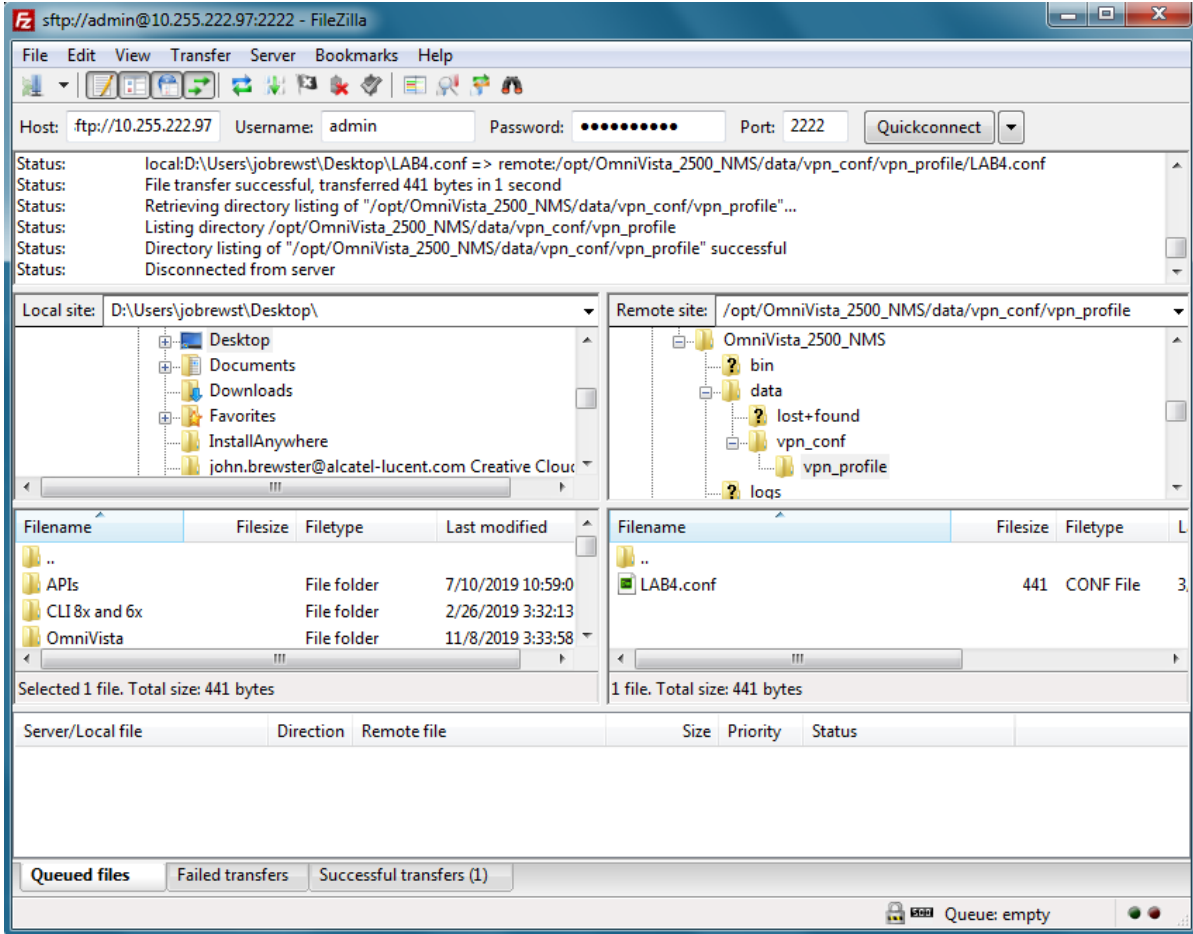 sftp://admin@10.255.222.97:2222 - FileZilla
File Edit View Transfer Server Bookmarks Help
Host: ftp://10.255.222.97 Username: admin Password: ●●●●●●●●●● Port: 2222 Quickconnect
Status: local:D:\Users\jobrewst\Desktop\LAB4.conf => remote:/opt/OmniVista_2500_NMS/data/vpn_conf/vpn_profile/LAB4.conf
Status: File transfer successful, transferred 441 bytes in 1 second
Status: Retrieving directory listing of "/opt/OmniVista_2500_NMS/data/vpn_conf/vpn_profile"...
Status: Listing directory /opt/OmniVista_2500_NMS/data/vpn_conf/vpn_profile
Status: Directory listing of "/opt/OmniVista_2500_NMS/data/vpn_conf/vpn_profile" successful
Status: Disconnected from server
Local site: D:\Users\jobrewst\Desktop\
Desktop
Documents
Downloads
Favorites
InstallAnywhere
john.brewster@alcatel-lucent.com Creative Cloud
Remote site: /opt/OmniVista_2500_NMS/data/vpn_conf/vpn_profile
OmniVista_2500_NMS
? bin
data
? lost+found
vpn_conf
vpn_profile
? logs
Filename Filesize Filetype Last modified
..
APIs File folder 7/10/2019 10:59:0
CLI 8x and 6x File folder 2/26/2019 3:32:13
OmniVista File folder 11/8/2019 3:33:58
Selected 1 file. Total size: 441 bytes
Filename Filesize Filetype L
..
LAB4.conf 441 CONF File 3,
1 file. Total size: 441 bytes
Server/Local file Direction Remote file Size Priority Status
Queued files Failed transfers Successful transfers (1)
Queue: empty